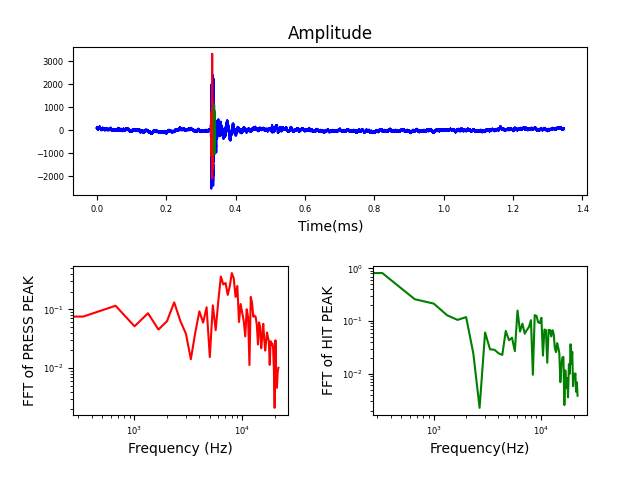 Amplitude
3000
2000
1000
0
−1000
−2000
0.0 0.2 0.4 0.6 0.8 1.0 1.2 1.4
Time(ms)
FFT of PRESS PEAK
10⁻¹
10⁻²
10³ 10⁴
Frequency (Hz)
FFT of HIT PEAK
10⁰
10⁻¹
10⁻²
10³ 10⁴
Frequency(Hz)